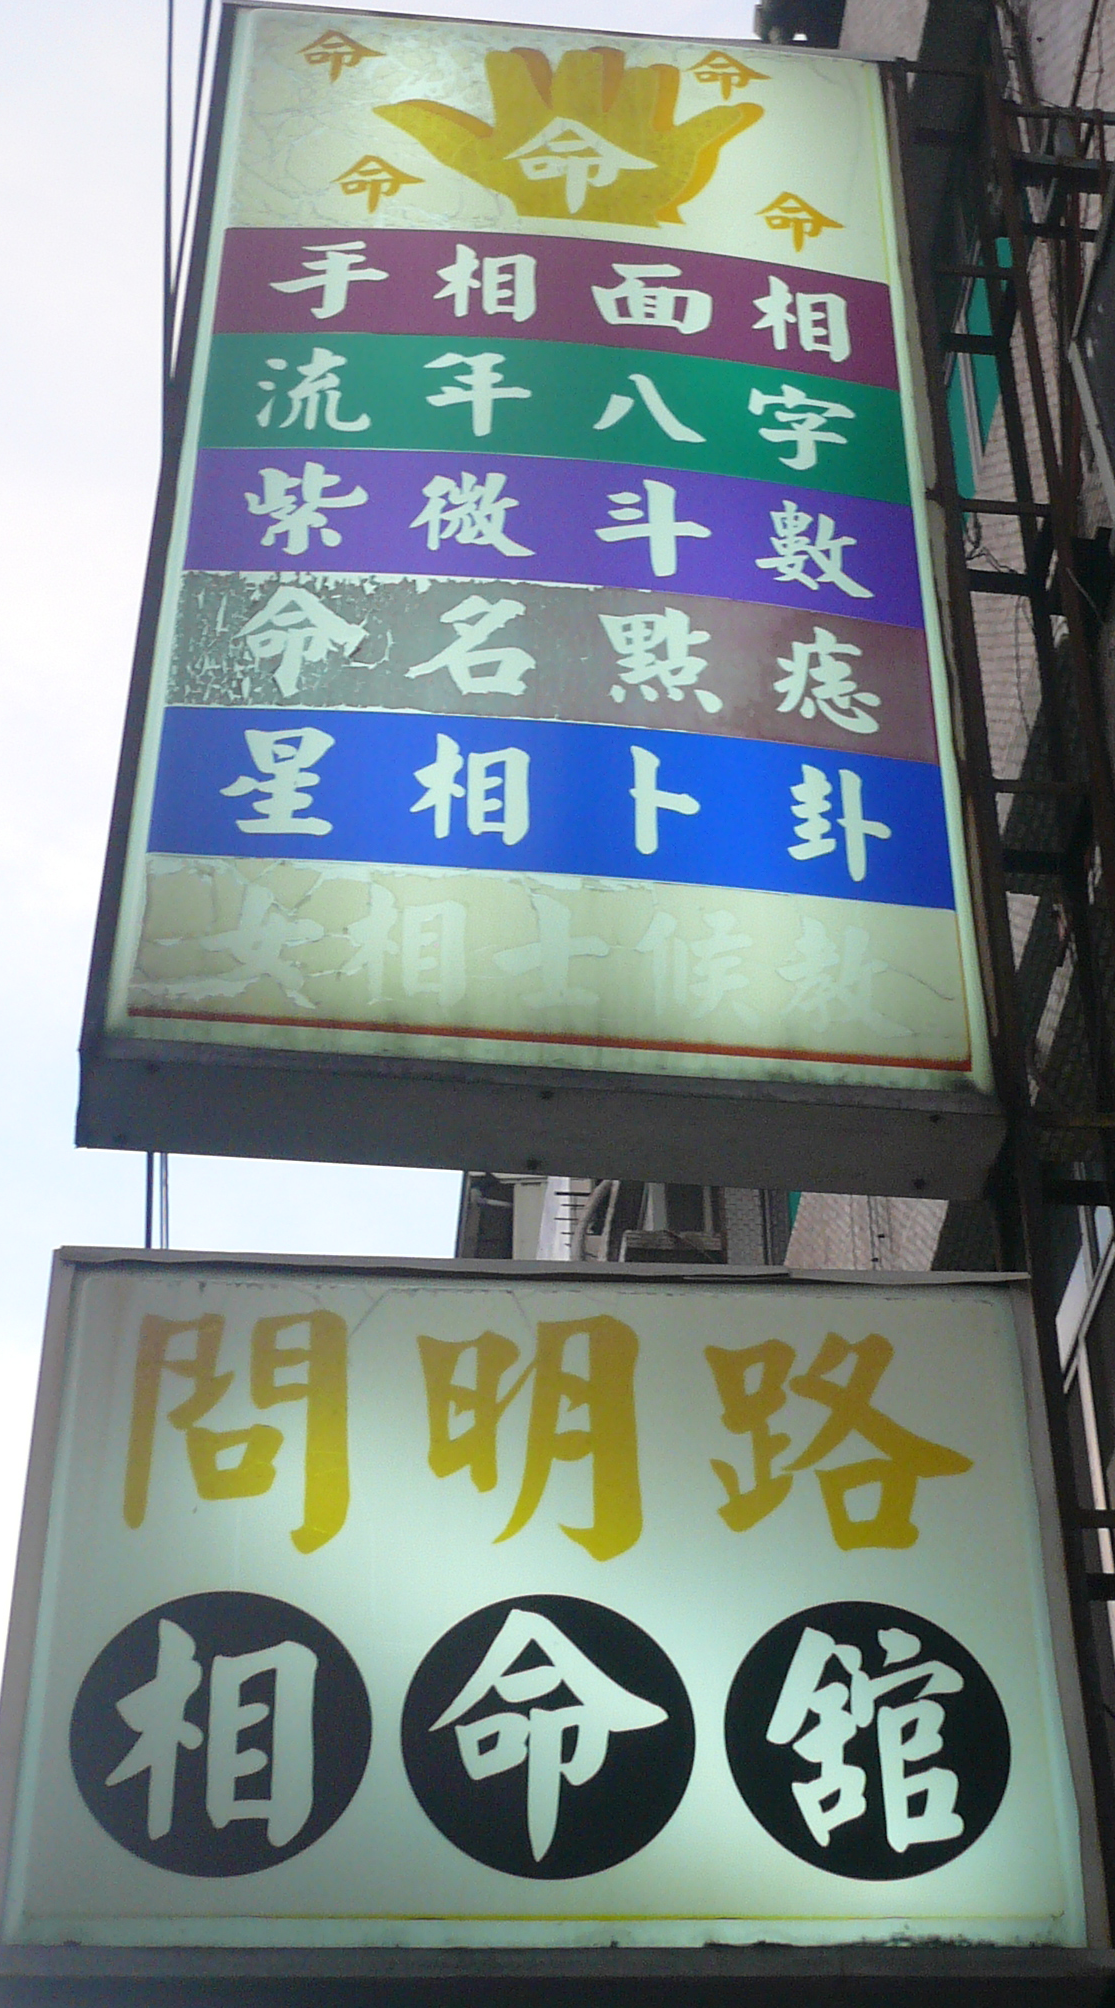 命 命
命
命 命
手相面相
流年八字
紫微斗數
命名點痣
星相卜卦
女相士候教
問明路
相命舘